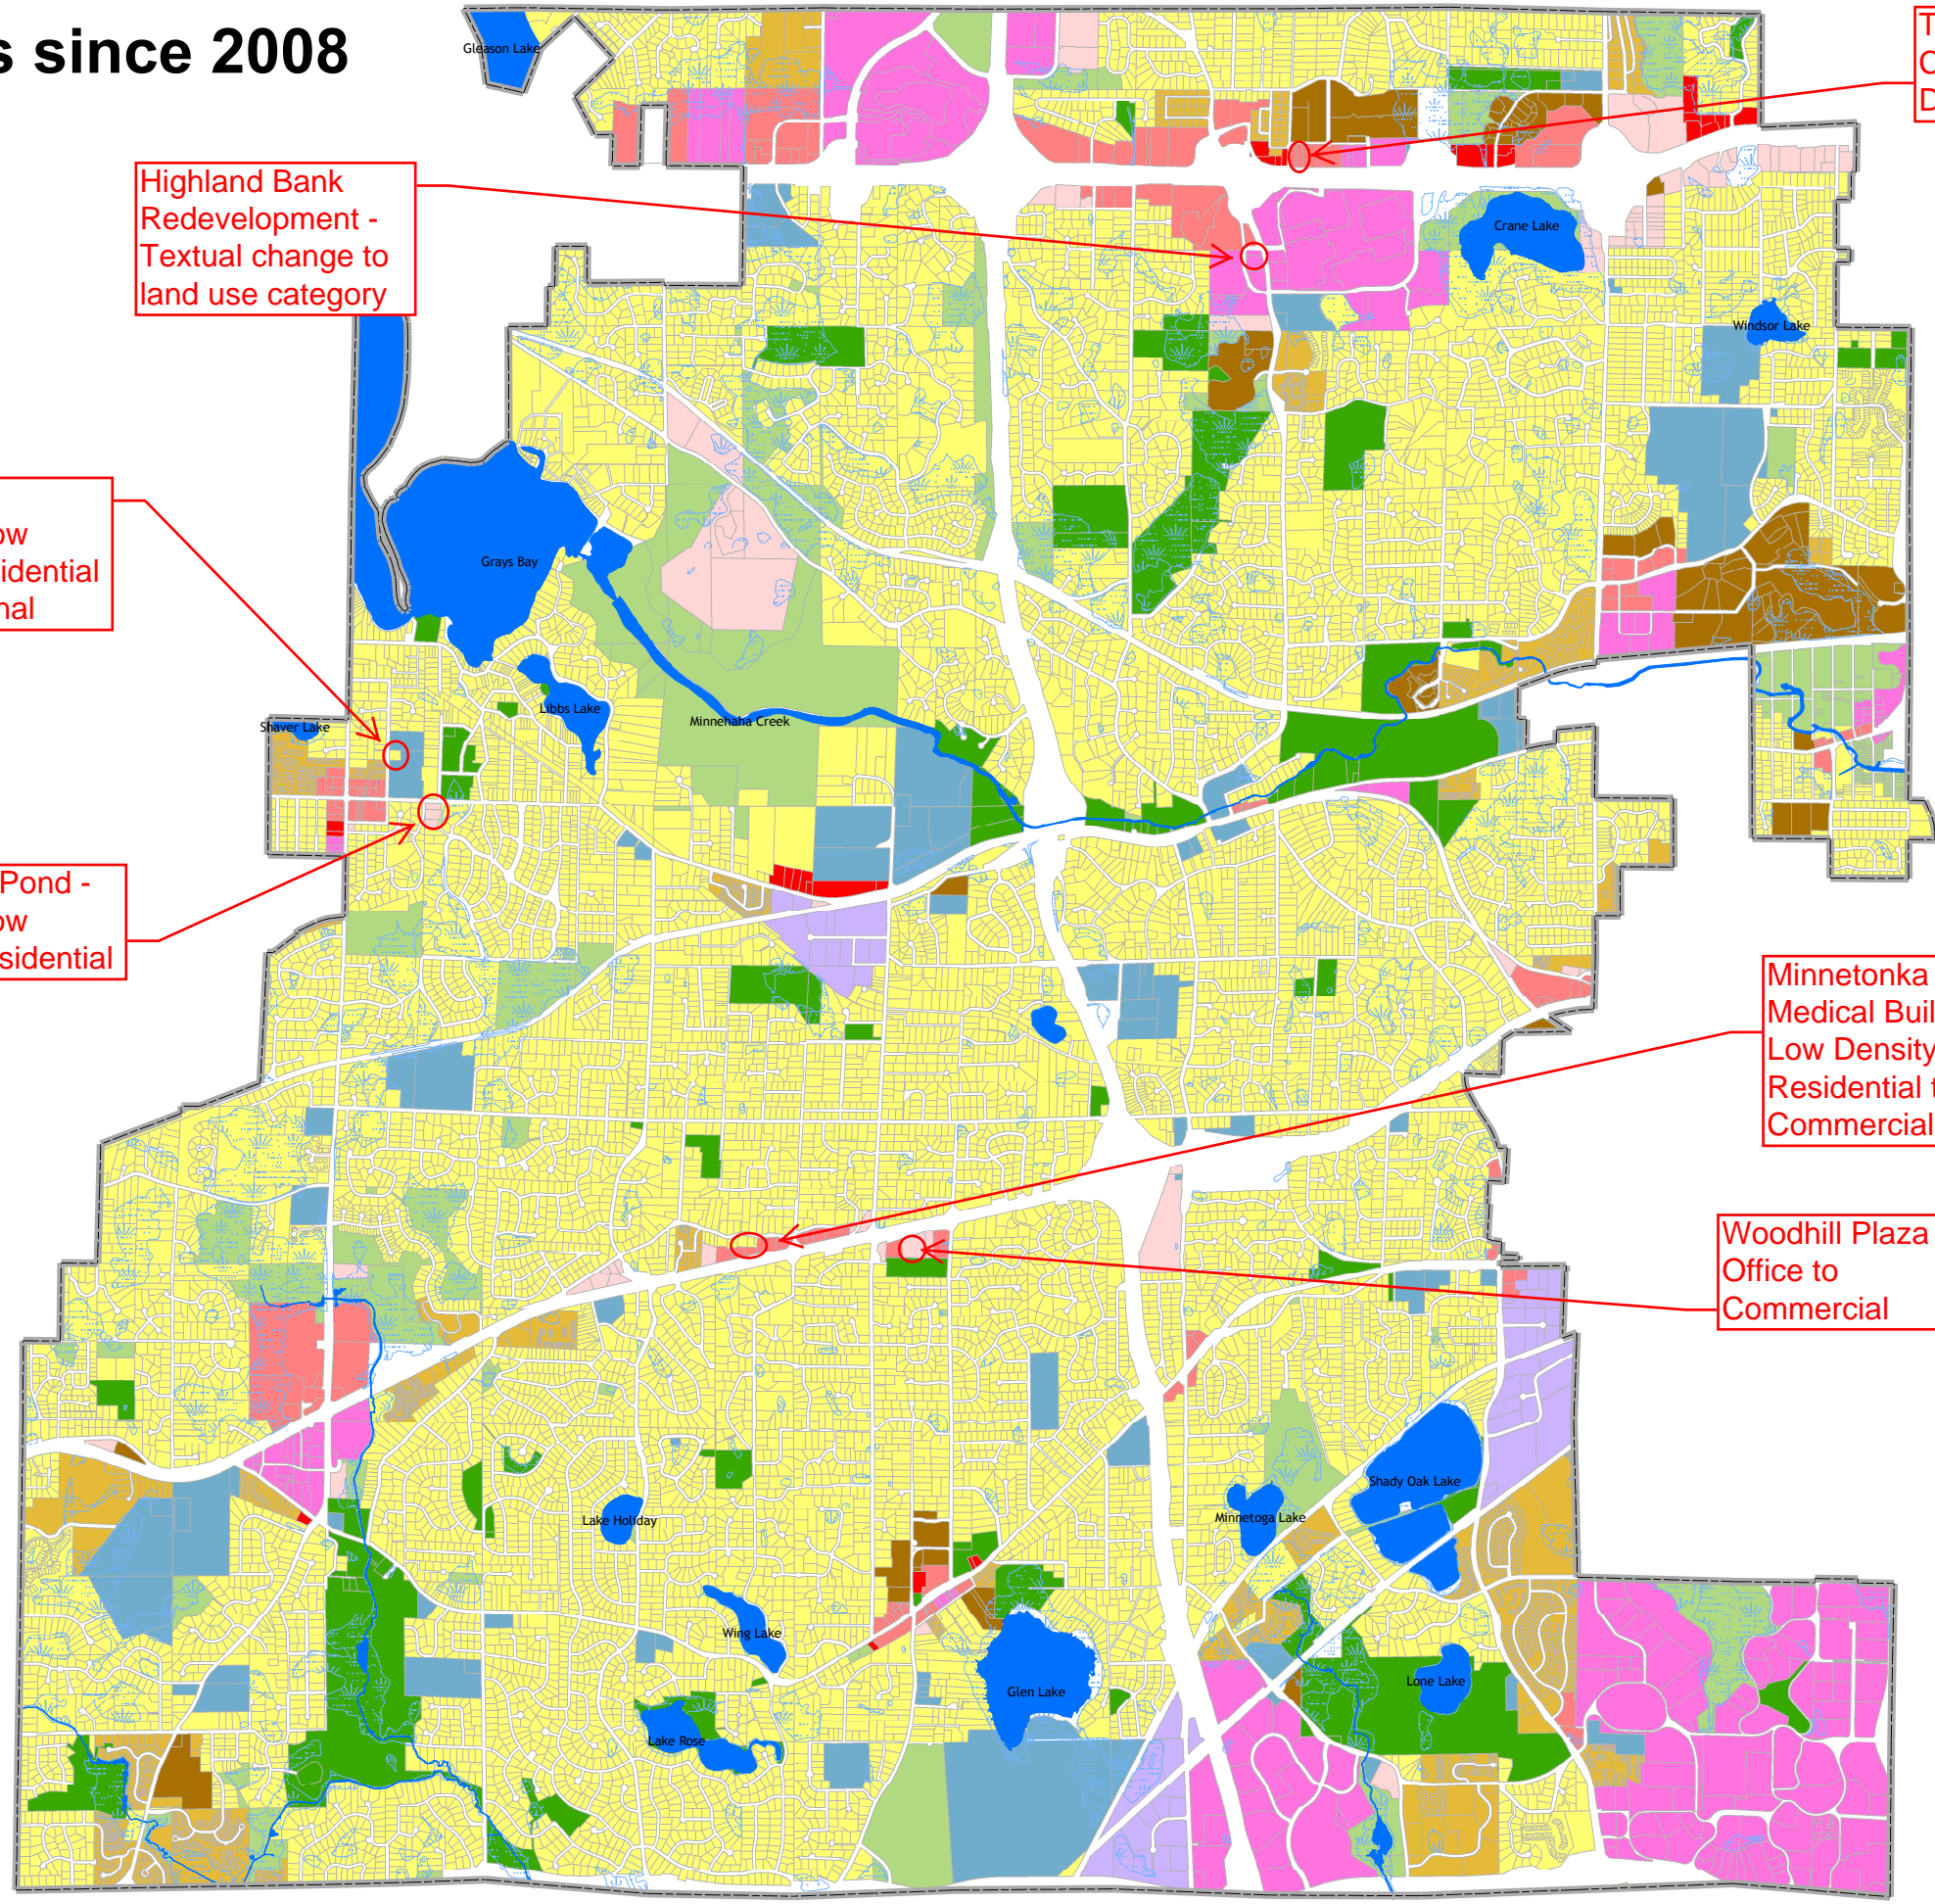 s since 2008
Gleason Lake
T
C
D
Highland Bank
Redevelopment -
Textual change to
land use category
Crane Lake
Windsor Lake
ow
idential
nal
Grays Bay
Libbs Lake
Minnehaha Creek
Shaver Lake
Pond -
ow
sidential
Minnetonka
Medical Buil
Low Density
Residential t
Commercial
Woodhill Plaza
Office to
Commercial
Shady Oak Lake
Minnetoga Lake
Lake Holiday
Wing Lake
Glen Lake
Lone Lake
Lake Rose